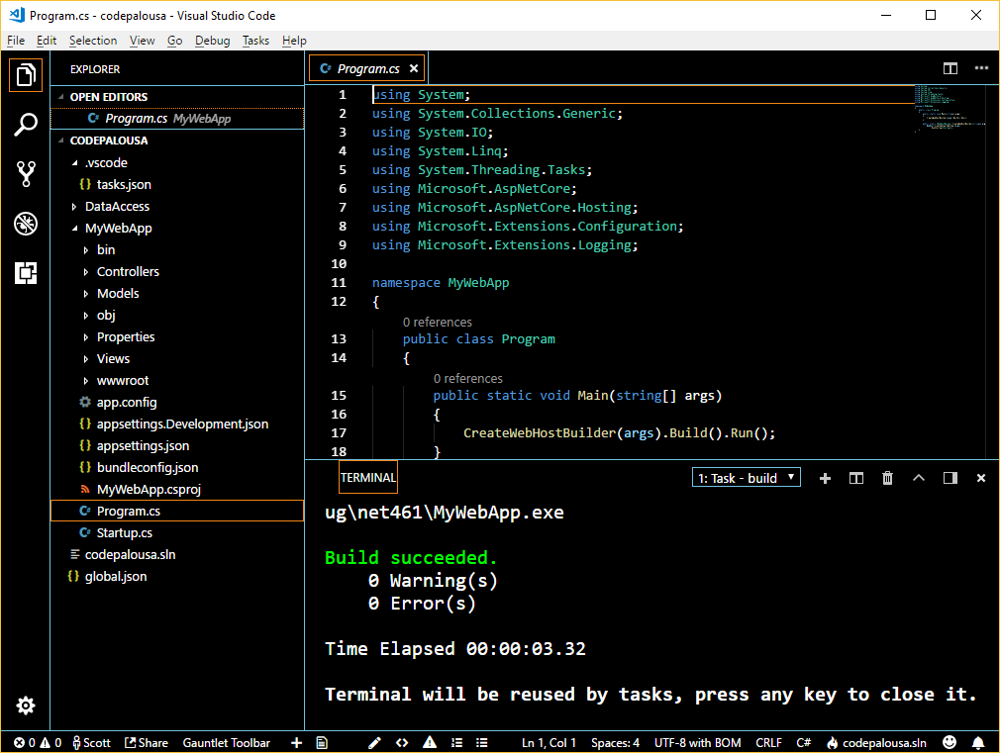 Program.cs - codepalousa - Visual Studio Code
File Edit Selection View Go Debug Tasks Help
EXPLORER
OPEN EDITORS
C# Program.cs MyWebApp
CODEPALOUSA
.vscode
{ } tasks.json
DataAccess
MyWebApp
bin
Controllers
Models
obj
Properties
Views
wwwroot
app.config
{ } appsettings.Development.json
{ } appsettings.json
{ } bundleconfig.json
MyWebApp.csproj
C# Program.cs
C# Startup.cs
codepalousa.sln
{ } global.json
C# Program.cs
1 using System;
2 using System.Collections.Generic;
3 using System.IO;
4 using System.Linq;
5 using System.Threading.Tasks;
6 using Microsoft.AspNetCore;
7 using Microsoft.AspNetCore.Hosting;
8 using Microsoft.Extensions.Configuration;
9 using Microsoft.Extensions.Logging;
10
11 namespace MyWebApp
12 {
0 references
13 public class Program
14 {
0 references
15 public static void Main(string[] args)
16 {
17 CreateWebHostBuilder(args).Build().Run();
18 }
TERMINAL
1: Task - build
ug\net461\MyWebApp.exe
Build succeeded.
0 Warning(s)
0 Error(s)
Time Elapsed 00:00:03.32
Terminal will be reused by tasks, press any key to close it.
0 0 Scott Share Gauntlet Toolbar Ln 1, Col 1 Spaces: 4 UTF-8 with BOM CRLF C# codepalousa.sln